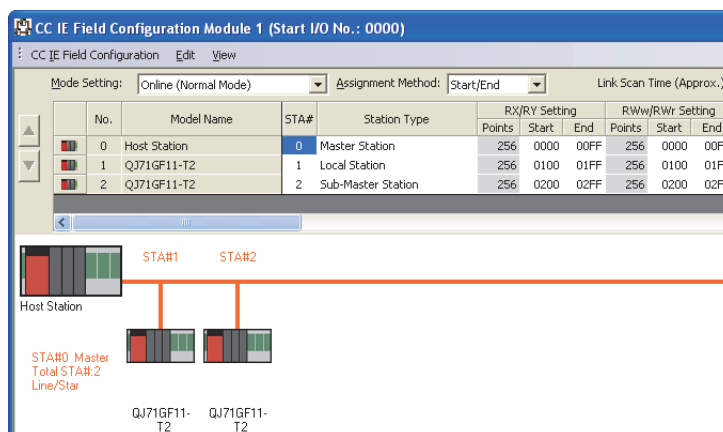 CC IE Field Configuration Module 1 (Start I/O No.: 0000)
CC IE Field Configuration Edit View
Mode Setting: Online (Normal Mode) Assignment Method: Start/End Link Scan Time (Approx.)
No. Model Name STA# Station Type RX/RY Setting RWw/RWr Setting
Points Start End Points Start End
0 Host Station 0 Master Station 256 0000 00FF 256 0000 00F
1 QJ71GF11-T2 1 Local Station 256 0100 01FF 256 0100 01F
2 QJ71GF11-T2 2 Sub-Master Station 256 0200 02FF 256 0200 02F
STA#1 STA#2
Host Station
STA#0 Master
Total STA#:2
Line/Star
QJ71GF11-T2 QJ71GF11-T2